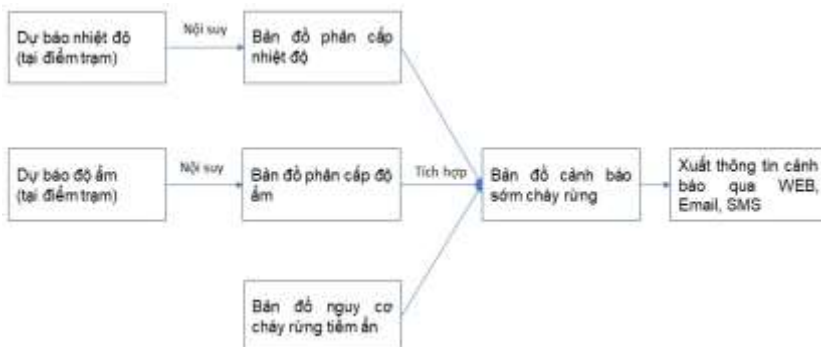 Dự báo nhiệt độ
(tại điểm trạm)
Nội suy
Bản đồ phân cấp
nhiệt độ
Dự báo độ ẩm
(tại điểm trạm)
Nội suy
Bản đồ phân cấp độ
ẩm
Tích hợp
Bản đồ cảnh báo
sớm cháy rừng
Xuất thông tin cảnh
báo qua WEB,
Email, SMS
Bản đồ nguy cơ
cháy rừng tiềm ẩn